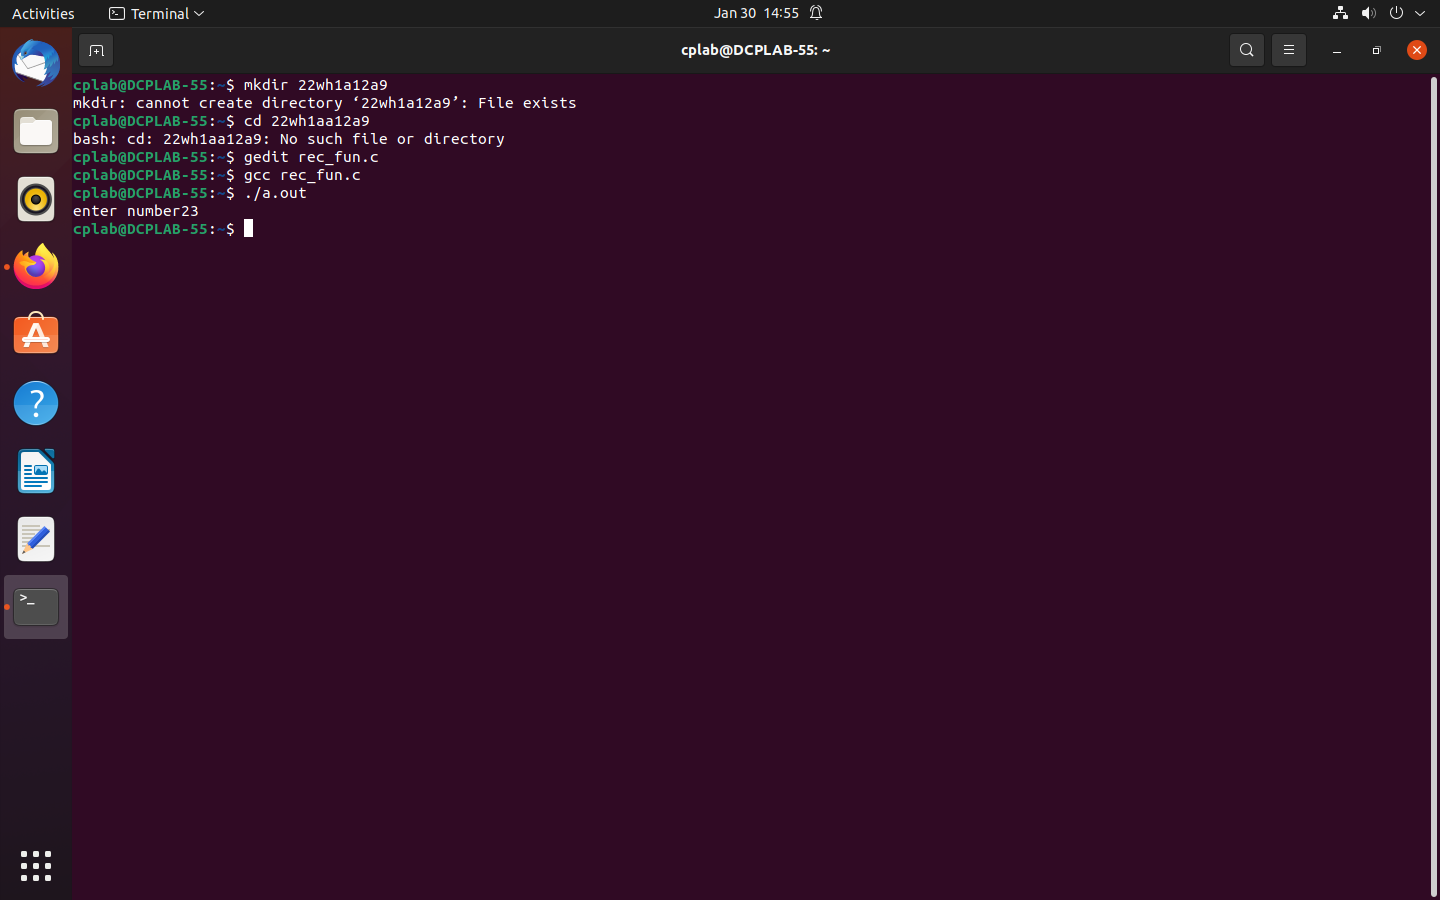 Activities
Terminal
Jan 30 14:55
cplab@DCPLAB-55: ~
cplab@DCPLAB-55:~$ mkdir 22wh1a12a9
mkdir: cannot create directory ‘22wh1a12a9’: File exists
cplab@DCPLAB-55:~$ cd 22wh1aa12a9
bash: cd: 22wh1aa12a9: No such file or directory
cplab@DCPLAB-55:~$ gedit rec_fun.c
cplab@DCPLAB-55:~$ gcc rec_fun.c
cplab@DCPLAB-55:~$ ./a.out
enter number23
cplab@DCPLAB-55:~$